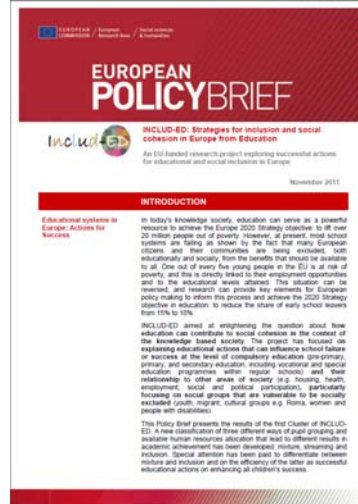 EUROPEAN COMMISSION
European Research Area
Social sciences & humanities
EUROPEAN
POLICYBRIEF
Includ-ED
INCLUD-ED: Strategies for inclusion and social
cohesion in Europe from Education
An EU-funded research project exploring successful actions
for educational and social inclusion in Europe
November 2011
INTRODUCTION
Educational systems in
Europe: Actions for
Success
In today's knowledge society, education can serve as a powerful
resource to achieve the Europe 2020 Strategy objective: to lift over
20 million people out of poverty. However, at present, most school
systems are failing as shown by the fact that many European
citizens and their communities are being excluded, both
educationally and socially, from the benefits that should be available
to all. One out of every five young people in the EU is at risk of
poverty, and this is directly linked to their employment opportunities
and to the educational levels attained. This situation can be
reversed, and research can provide key elements for European
policy making to inform this process and achieve the 2020 Strategy
objective in education: to reduce the share of early school leavers
from 15% to 10%.
INCLUD-ED aimed at enlightening the question about how
education can contribute to social cohesion in the context of
the knowledge based society. The project has focused on
explaining educational actions that can influence school failure
or success at the level of compulsory education (pre-primary,
primary, and secondary education, including vocational and special
education programmes within regular schools) and their
relationship to other areas of society (e.g. housing, health,
employment, social and political participation), particularly
focusing on social groups that are vulnerable to be socially
excluded (youth, migrant, cultural groups e.g. Roma, women and
people with disabilities).
This Policy Brief presents the results of the first Cluster of INCLUD-
ED. A new classification of three different ways of pupil grouping and
available human resources allocation that lead to different results in
academic achievement has been developed: mixture, streaming and
inclusion. Special attention has been paid to differentiate between
mixture and inclusion and on the efficiency of the latter as successful
educational actions on enhancing all children's success.